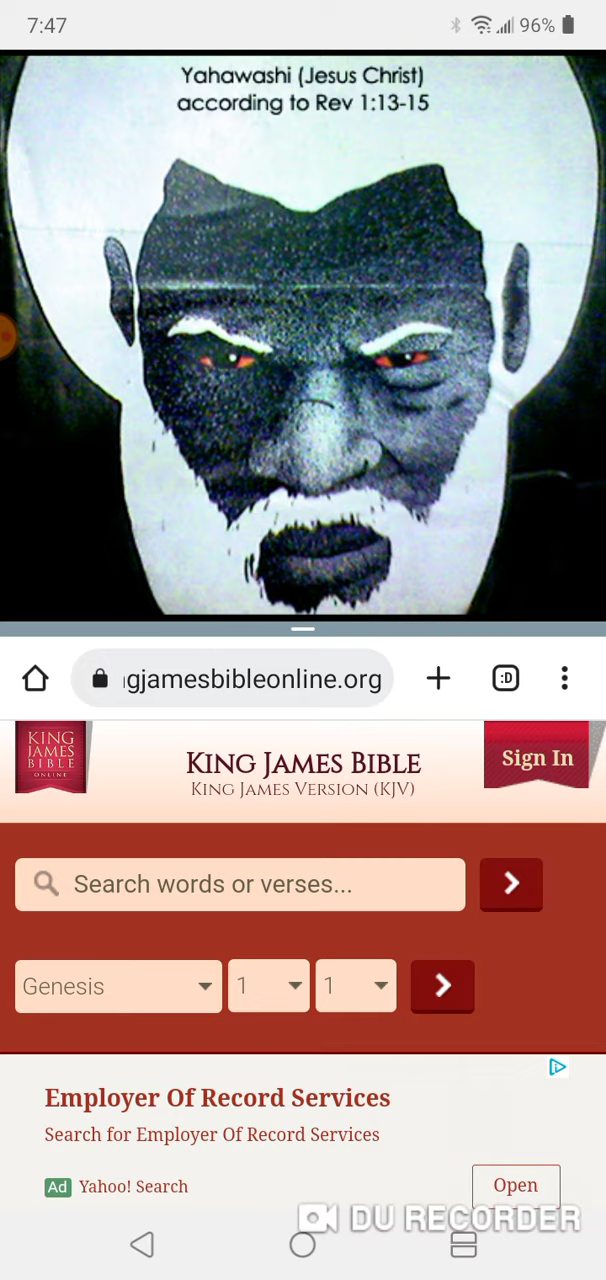 7:47
96%
Yahawashi (Jesus Christ)
according to Rev 1:13-15
gjamesbibleonline.org
:D
KING
JAMES
BIBLE
ONLINE
KING JAMES BIBLE
KING JAMES VERSION (KJV)
Sign In
Search words or verses...
Genesis
1
1
Employer Of Record Services
Search for Employer Of Record Services
Ad Yahoo! Search
Open
DU RECORDER